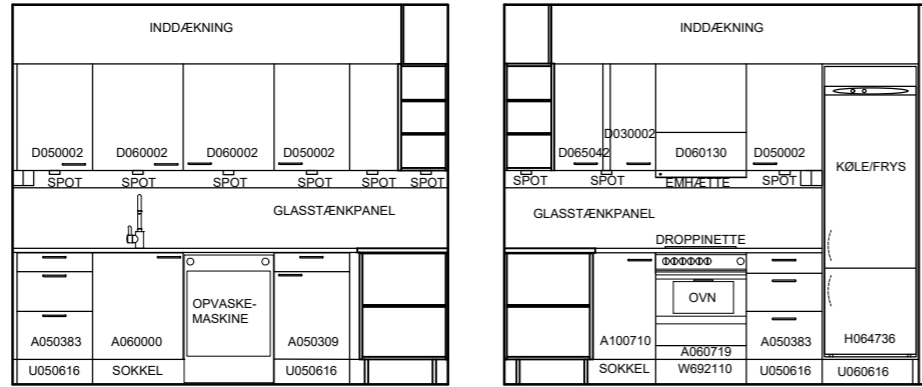 INDDÆKNING
D050002 D060002 D060002 D050002
SPOT SPOT SPOT SPOT SPOT SPOT
GLASSTÆNKPANEL
OPVASKE-
MASKINE
A050383 A060000 A050309
U050616 SOKKEL U050616
INDDÆKNING
D030002
D065042 D060130 D050002
KØLE/FRYS
SPOT SPOT EMHÆTTE SPOT
GLASSTÆNKPANEL
DROPPINETTE
OVN
A100710 A050383 H064736
A060719
SOKKEL W692110 U050616 U060616